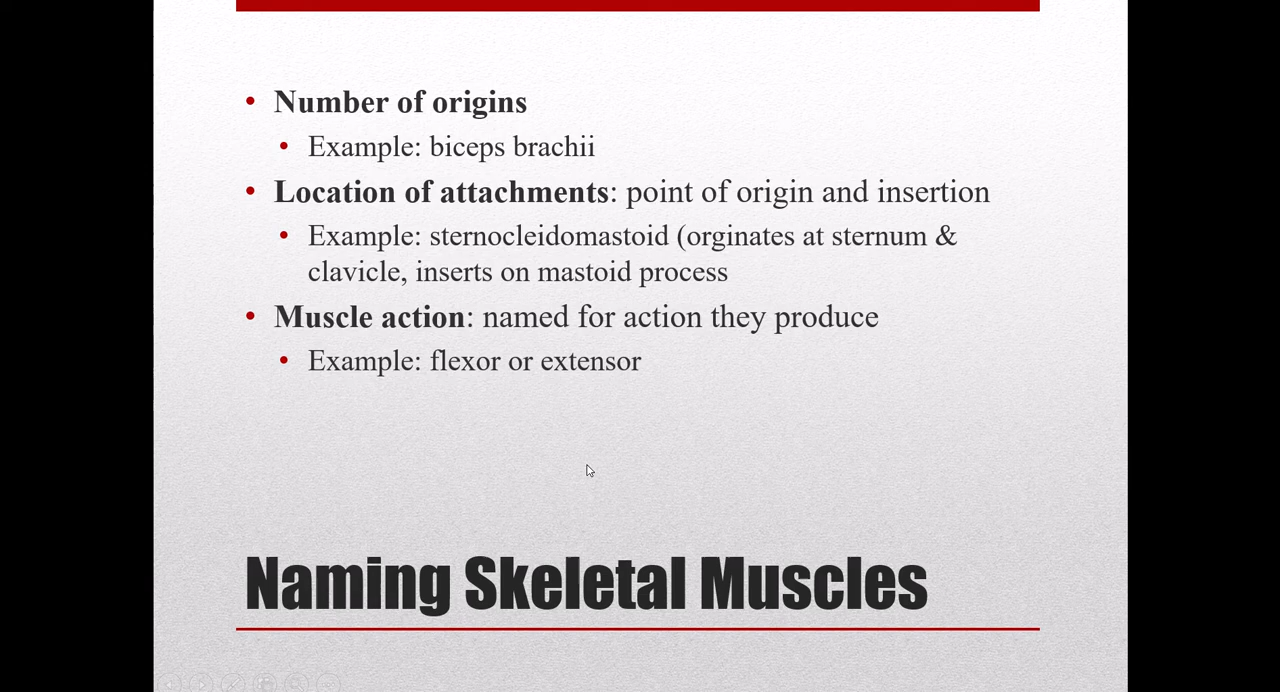 Number of origins
Example: biceps brachii
Location of attachments: point of origin and insertion
Example: sternocleidomastoid (orginates at sternum &
clavicle, inserts on mastoid process
Muscle action: named for action they produce
Example: flexor or extensor
Naming Skeletal Muscles